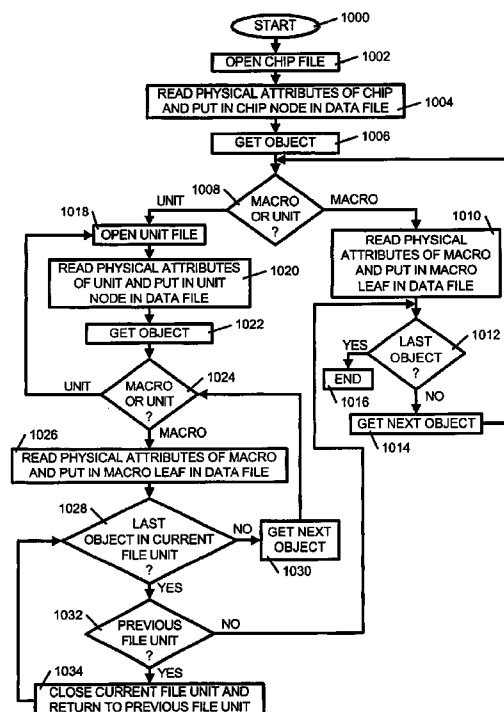 START
1000
OPEN CHIP FILE
1002
READ PHYSICAL ATTRIBUTES OF CHIP
AND PUT IN CHIP NODE IN DATA FILE
1004
GET OBJECT
1006
1008
MACRO
OR UNIT
?
UNIT
MACRO
1018
OPEN UNIT FILE
1010
READ PHYSICAL
ATTRIBUTES OF MACRO
AND PUT IN MACRO
LEAF IN DATA FILE
READ PHYSICAL ATTRIBUTES
OF UNIT AND PUT IN UNIT
NODE IN DATA FILE
1020
GET OBJECT
1022
LAST
OBJECT
?
1012
YES
END
1016
NO
GET NEXT OBJECT
1014
MACRO
OR UNIT
?
1024
UNIT
MACRO
1026
READ PHYSICAL ATTRIBUTES OF MACRO
AND PUT IN MACRO LEAF IN DATA FILE
1028
LAST
OBJECT IN CURRENT
FILE UNIT
?
NO
GET NEXT
OBJECT
1030
YES
1032
PREVIOUS
FILE UNIT
?
NO
YES
1034
CLOSE CURRENT FILE UNIT AND
RETURN TO PREVIOUS FILE UNIT